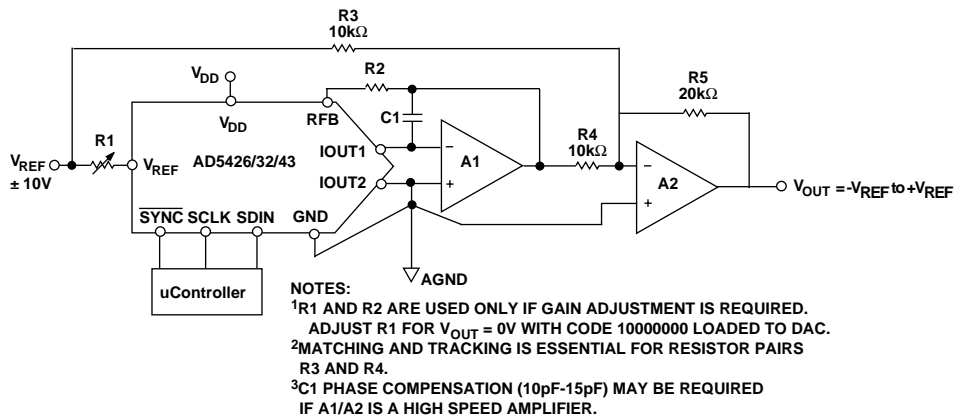 R3
10kΩ
R2
R5
20kΩ
VDD
VDD
RFB
C1
R1
AD5426/32/43
IOUT1
A1
R4
10kΩ
VREF
± 10V
VREF
IOUT2
A2
VOUT = -VREF to +VREF
SYNC SCLK SDIN
GND
uController
AGND
NOTES:
1R1 AND R2 ARE USED ONLY IF GAIN ADJUSTMENT IS REQUIRED.
ADJUST R1 FOR VOUT = 0V WITH CODE 10000000 LOADED TO DAC.
2MATCHING AND TRACKING IS ESSENTIAL FOR RESISTOR PAIRS
R3 AND R4.
3C1 PHASE COMPENSATION (10pF-15pF) MAY BE REQUIRED
IF A1/A2 IS A HIGH SPEED AMPLIFIER.